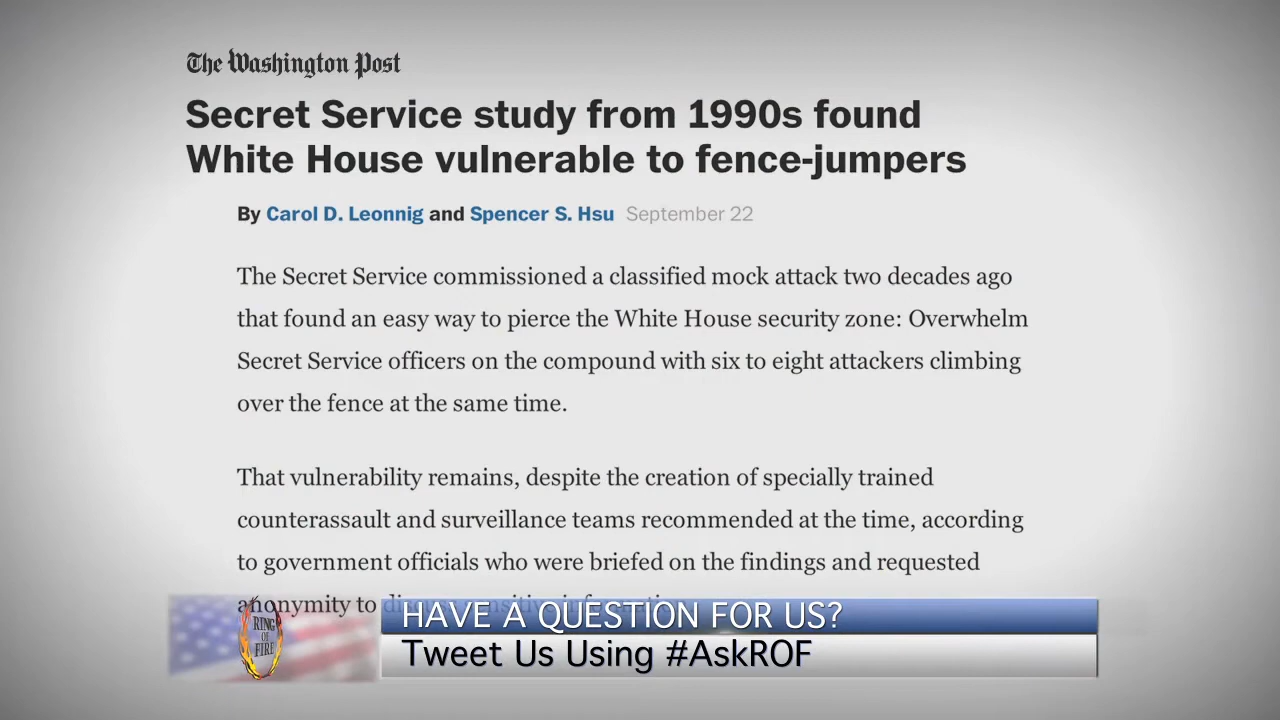 The Washington Post
Secret Service study from 1990s found
White House vulnerable to fence-jumpers
By Carol D. Leonnig and Spencer S. Hsu September 22
The Secret Service commissioned a classified mock attack two decades ago
that found an easy way to pierce the White House security zone: Overwhelm
Secret Service officers on the compound with six to eight attackers climbing
over the fence at the same time.
That vulnerability remains, despite the creation of specially trained
counterassault and surveillance teams recommended at the time, according
to government officials who were briefed on the findings and requested
anonymity to
RING
OF
FIRE
HAVE A QUESTION FOR US?
Tweet Us Using #AskROF